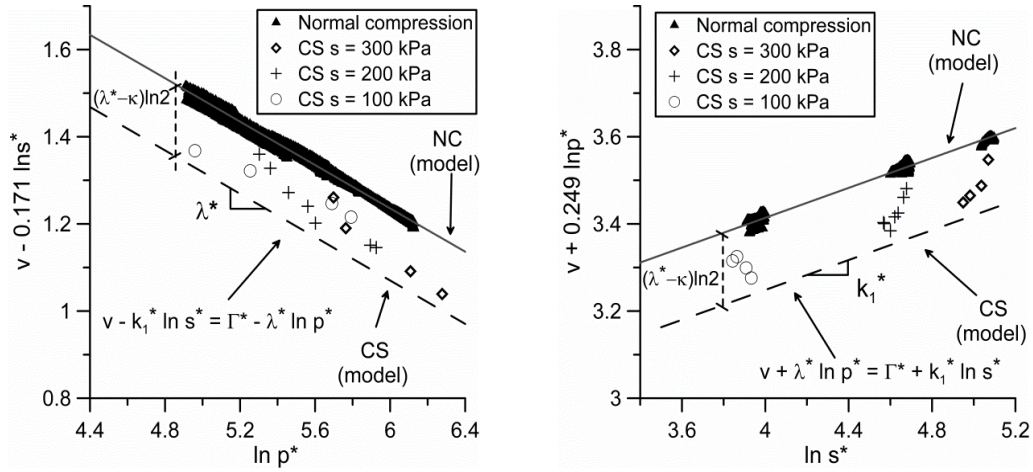 Normal compression
CS s = 300 kPa
CS s = 200 kPa
CS s = 100 kPa
1.6
1.4
1.2
1
0.8
v - 0.171 lns*
(λ*−κ)ln2
NC
(model)
λ*
v - k₁* ln s* = Γ* - λ* ln p*
CS
(model)
4.4 4.8 5.2 5.6 6 6.4
ln p*
Normal compression
CS s = 300 kPa
CS s = 200 kPa
CS s = 100 kPa
3.8
3.6
3.4
3.2
3
v + 0.249 lnp*
NC
(model)
(λ*−κ)ln2
k₁*
CS
(model)
v + λ* ln p* = Γ* + k₁* ln s*
3.6 4 4.4 4.8 5.2
ln s*